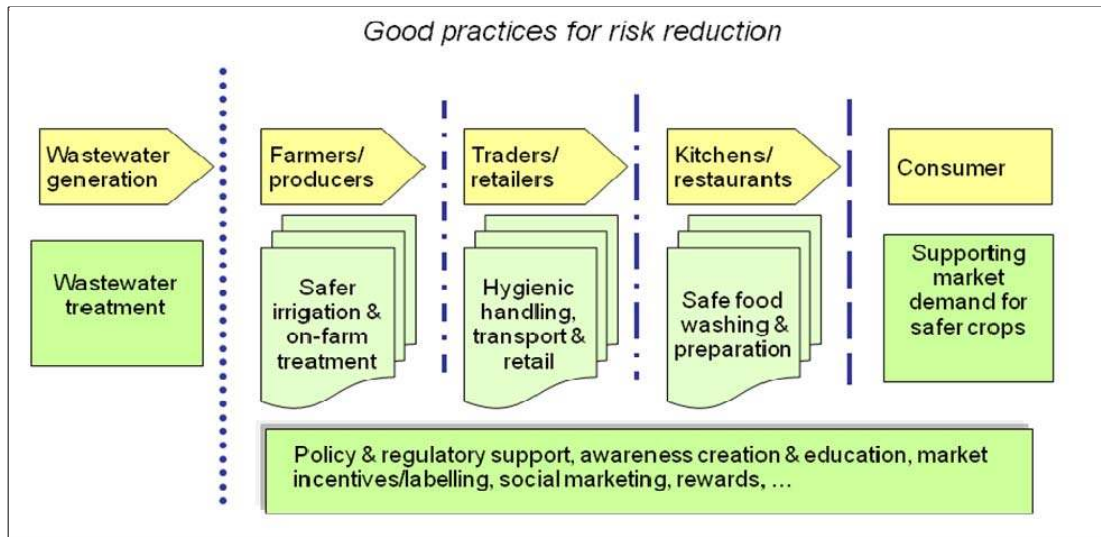 Good practices for risk reduction
Wastewater
generation
Farmers/
producers
Traders/
retailers
Kitchens/
restaurants
Consumer
Wastewater
treatment
Safer
irrigation &
on-farm
treatment
Hygienic
handling,
transport &
retail
Safe food
washing &
preparation
Supporting
market
demand for
safer crops
Policy & regulatory support, awareness creation & education, market
incentives/labelling, social marketing, rewards, ...